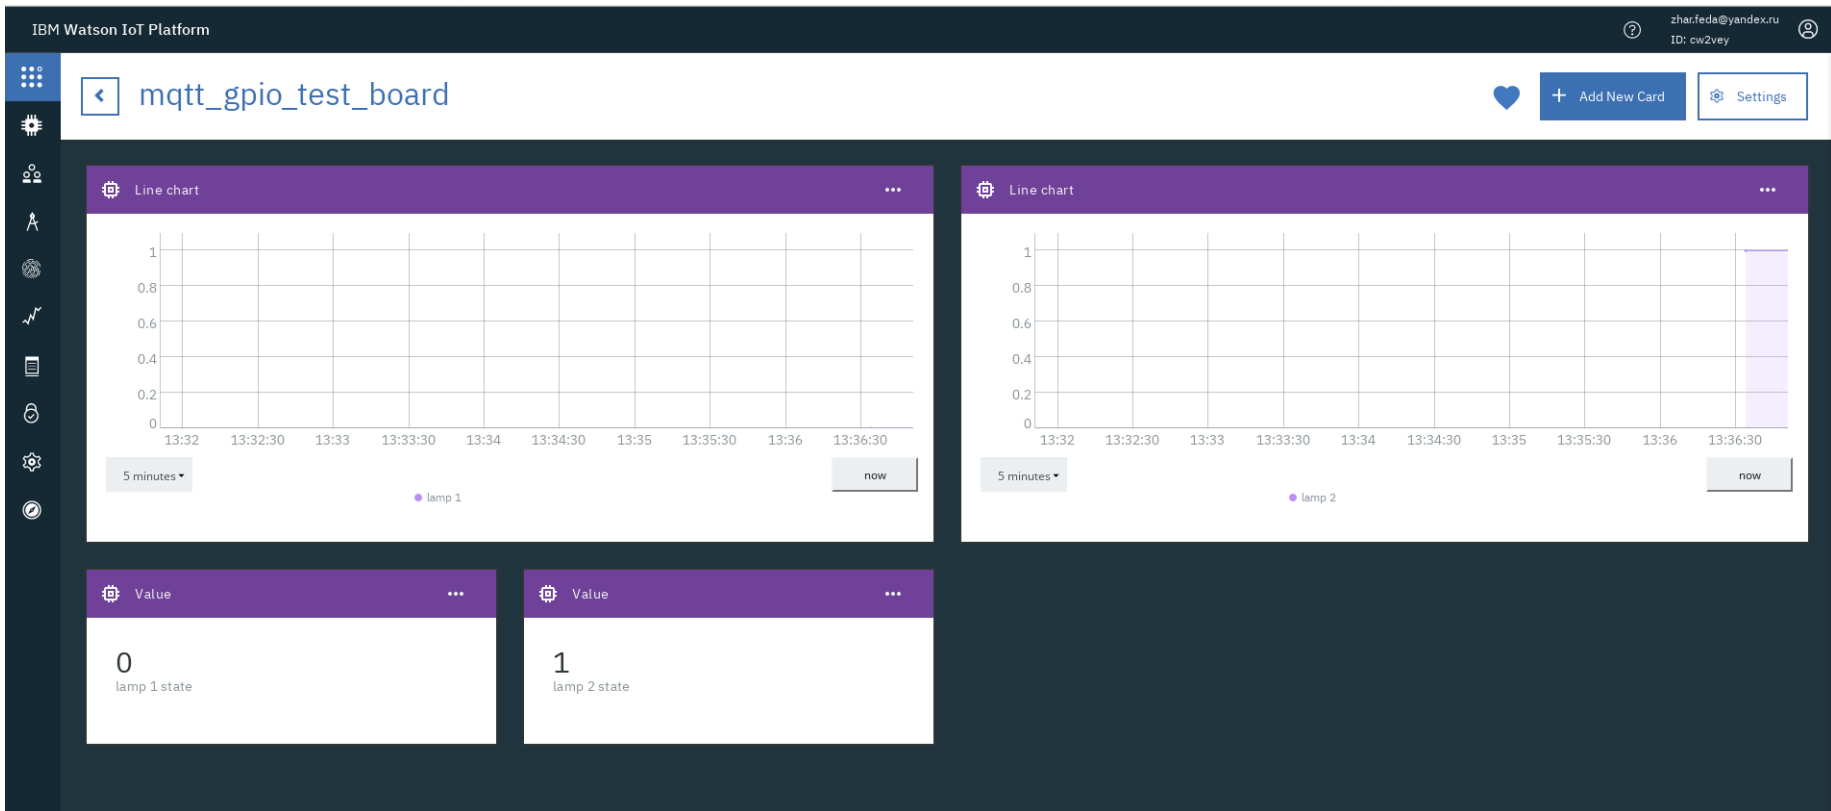 IBM Watson IoT Platform
zhar.feda@yandex.ru
ID: cw2vey
mqtt_gpio_test_board
Add New Card
Settings
Line chart
1
0.8
0.6
0.4
0.2
0
13:32 13:32:30 13:33 13:33:30 13:34 13:34:30 13:35 13:35:30 13:36 13:36:30
5 minutes
now
lamp 1
Line chart
1
0.8
0.6
0.4
0.2
0
13:32 13:32:30 13:33 13:33:30 13:34 13:34:30 13:35 13:35:30 13:36 13:36:30
5 minutes
now
lamp 2
Value
0
lamp 1 state
Value
1
lamp 2 state